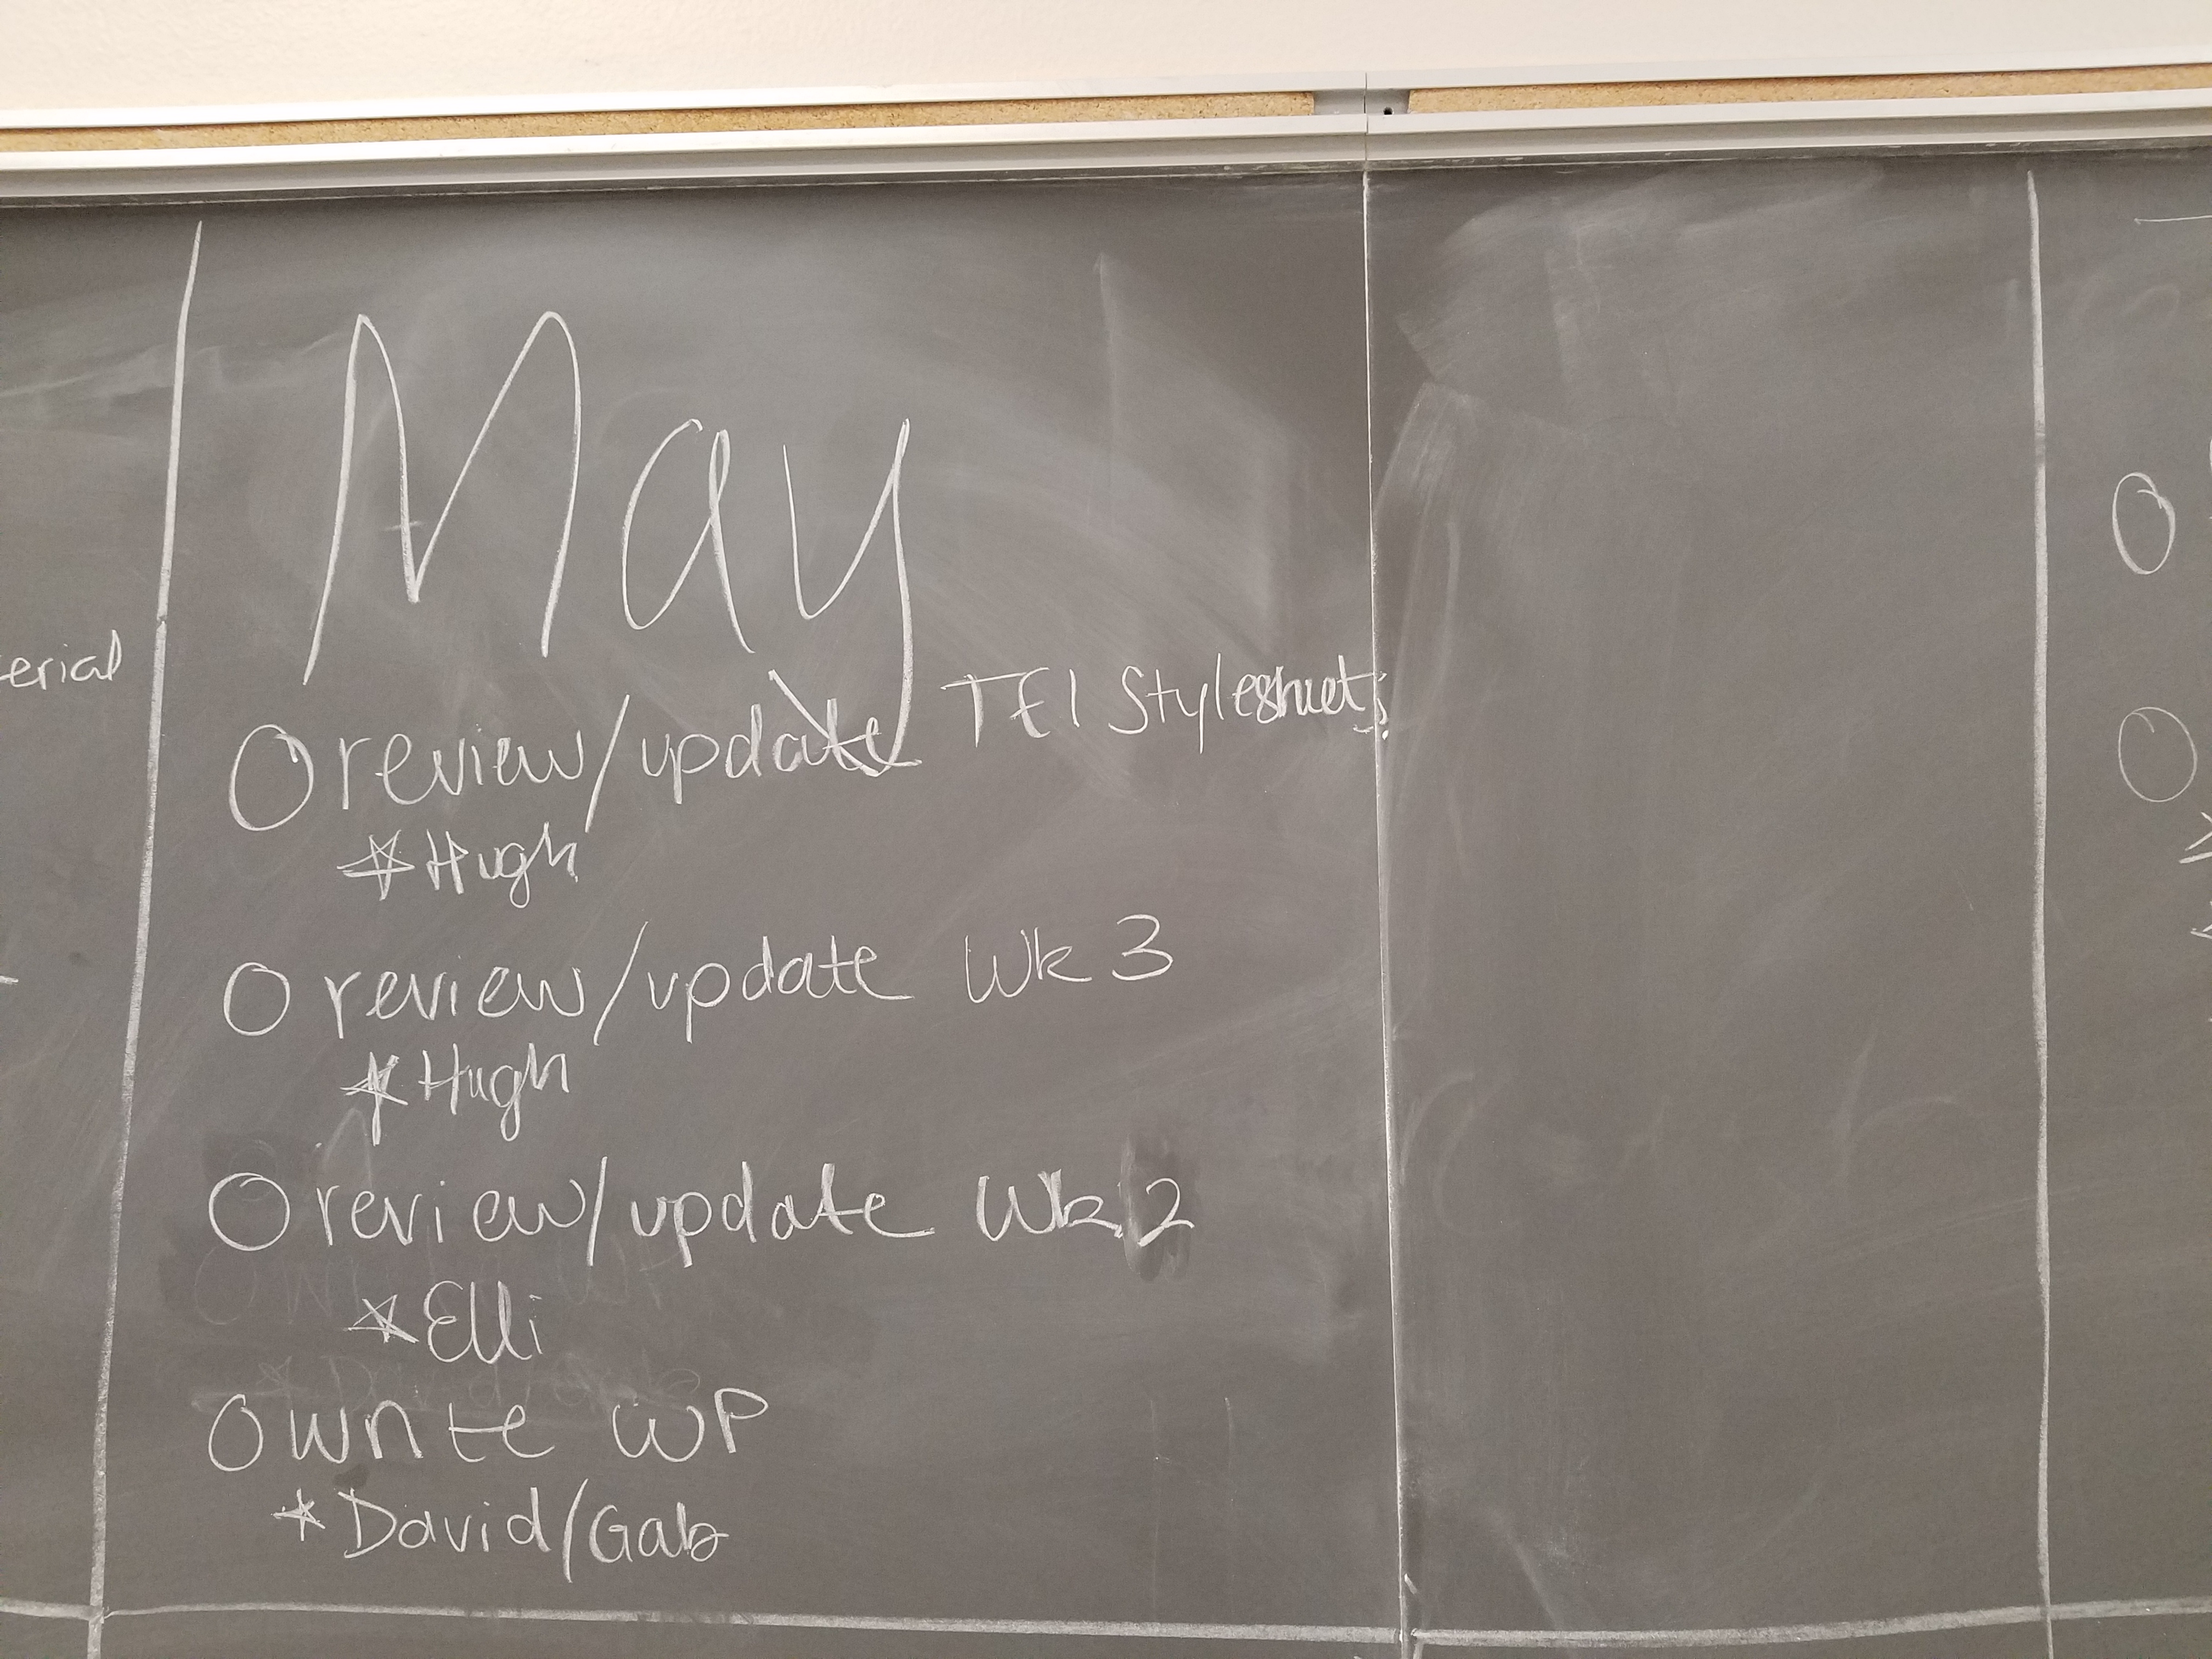 May
erial
O review/update TEI Stylesheets
* Hugh
O review/update Wk 3
* Hugh
O review/update Wk 2
* Elli
O write WP
* David/Gab